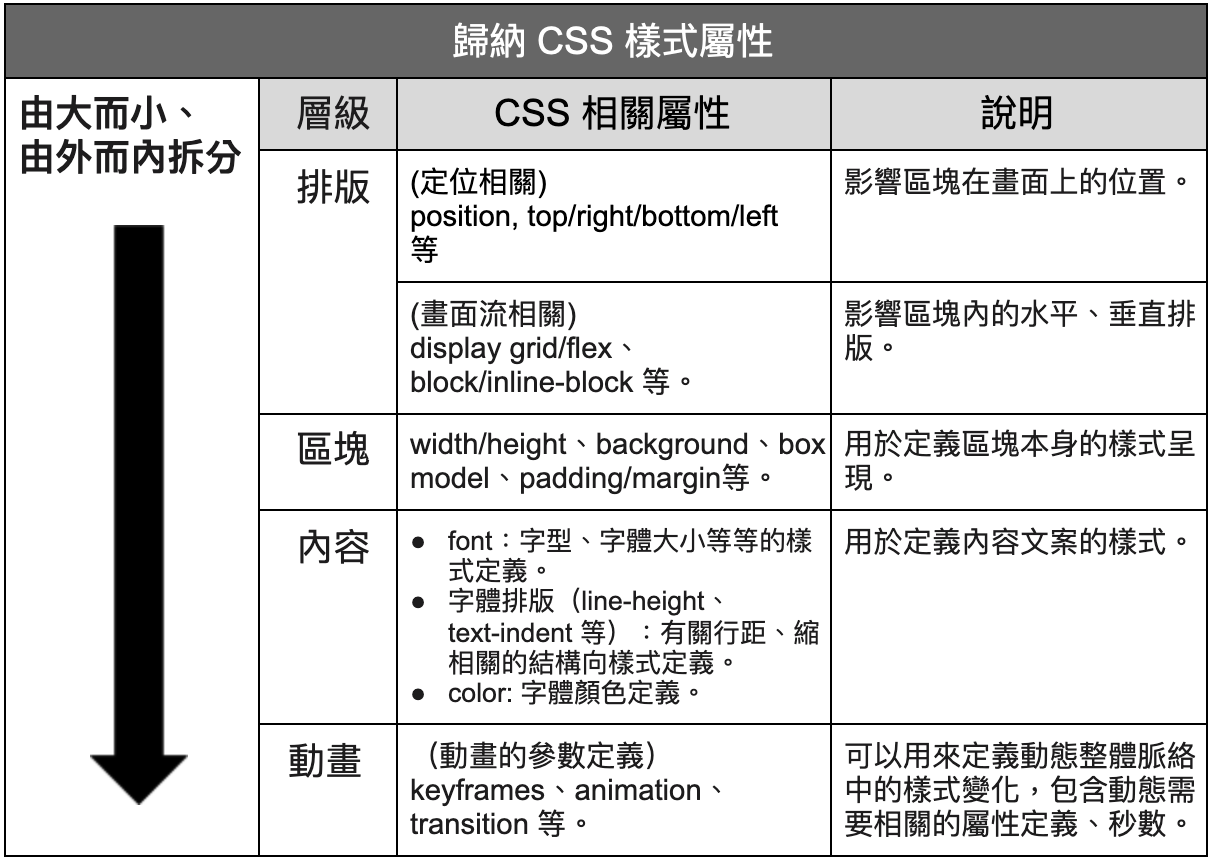 歸納 CSS 樣式屬性
由大而小、
由外而內拆分
層級
CSS 相關屬性
說明
排版
(定位相關)
position, top/right/bottom/left
等
影響區塊在畫面上的位置。
(畫面流相關)
display grid/flex、
block/inline-block 等。
影響區塊內的水平、垂直排
版。
區塊
width/height、background、box
model、padding/margin等。
用於定義區塊本身的樣式呈
現。
內容
● font：字型、字體大小等等的樣
式定義。
● 字體排版（line-height、
text-indent 等）：有關行距、縮
相關的結構向樣式定義。
● color: 字體顏色定義。
用於定義內容文案的樣式。
動畫
（動畫的參數定義）
keyframes、animation、
transition 等。
可以用來定義動態整體脈絡
中的樣式變化，包含動態需
要相關的屬性定義、秒數。